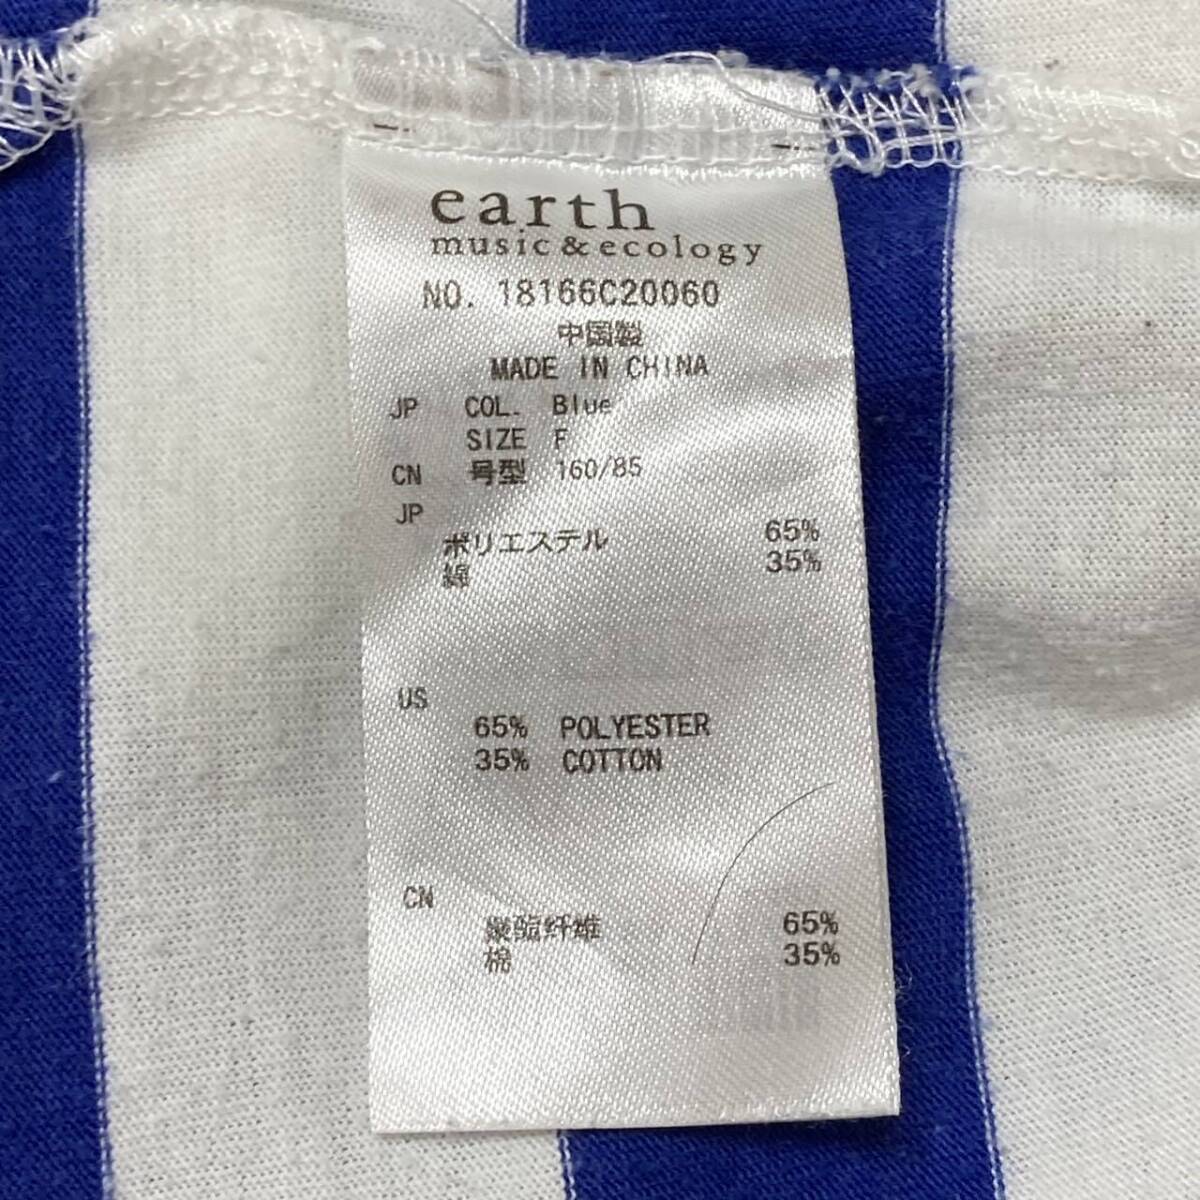 earth
music & ecology
NO. 18166C20060
中国製
MADE IN CHINA
JP COL. Blue
SIZE F
CN 号型 160/85
JP
ポリエステル 65%
綿 35%
US
65% POLYESTER
35% COTTON
CN
聚酯纤维 65%
棉 35%